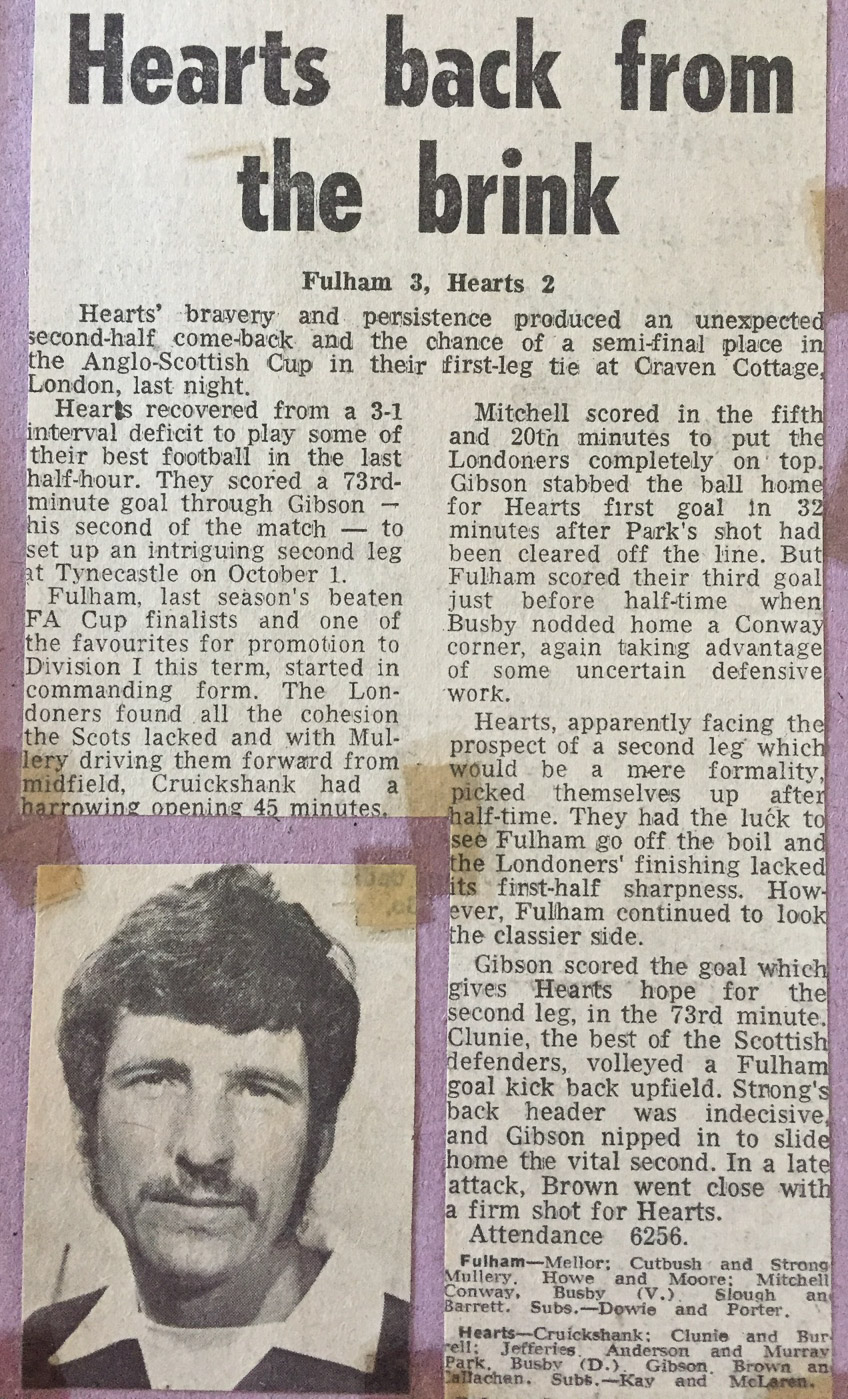 Hearts back from
the brink
Fulham 3, Hearts 2
Hearts' bravery and persistence produced an unexpected
second-half come-back and the chance of a semi-final place in
the Anglo-Scottish Cup in their first-leg tie at Craven Cottage,
London, last night.
Hearts recovered from a 3-1
interval deficit to play some of
their best football in the last
half-hour. They scored a 73rd-
minute goal through Gibson —
his second of the match — to
set up an intriguing second leg
at Tynecastle on October 1.
Fulham, last season's beaten
FA Cup finalists and one of
the favourites for promotion to
Division I this term, started in
commanding form. The Lon-
doners found all the cohesion
the Scots lacked and with Mul-
lery driving them forward from
midfield, Cruickshank had a
harrowing opening 45 minutes.
Mitchell scored in the fifth
and 20th minutes to put the
Londoners completely on top.
Gibson stabbed the ball home
for Hearts first goal in 32
minutes after Park's shot had
been cleared off the line. But
Fulham scored their third goal
just before half-time when
Busby nodded home a Conway
corner, again taking advantage
of some uncertain defensive
work.
Hearts, apparently facing the
prospect of a second leg which
would be a mere formality,
picked themselves up after
half-time. They had the luck to
see Fulham go off the boil and
the Londoners' finishing lacked
its first-half sharpness. How-
ever, Fulham continued to look
the classier side.
Gibson scored the goal which
gives Hearts hope for the
second leg, in the 73rd minute.
Clunie, the best of the Scottish
defenders, volleyed a Fulham
goal kick back upfield. Strong's
back header was indecisive,
and Gibson nipped in to slide
home the vital second. In a late
attack, Brown went close with
a firm shot for Hearts.
Attendance 6256.
Fulham—Mellor; Cutbush and Strong
Mullery, Howe and Moore; Mitchell
Conway, Busby (V.) Slough an
Barrett. Subs.—Dowie and Porter.
Hearts—Cruickshank; Clunie and Bur-
rell; Jefferies, Anderson and Murray
Park, Busby (D.) Gibson, Brown an
allachan. Subs.—Kay and McLaren.